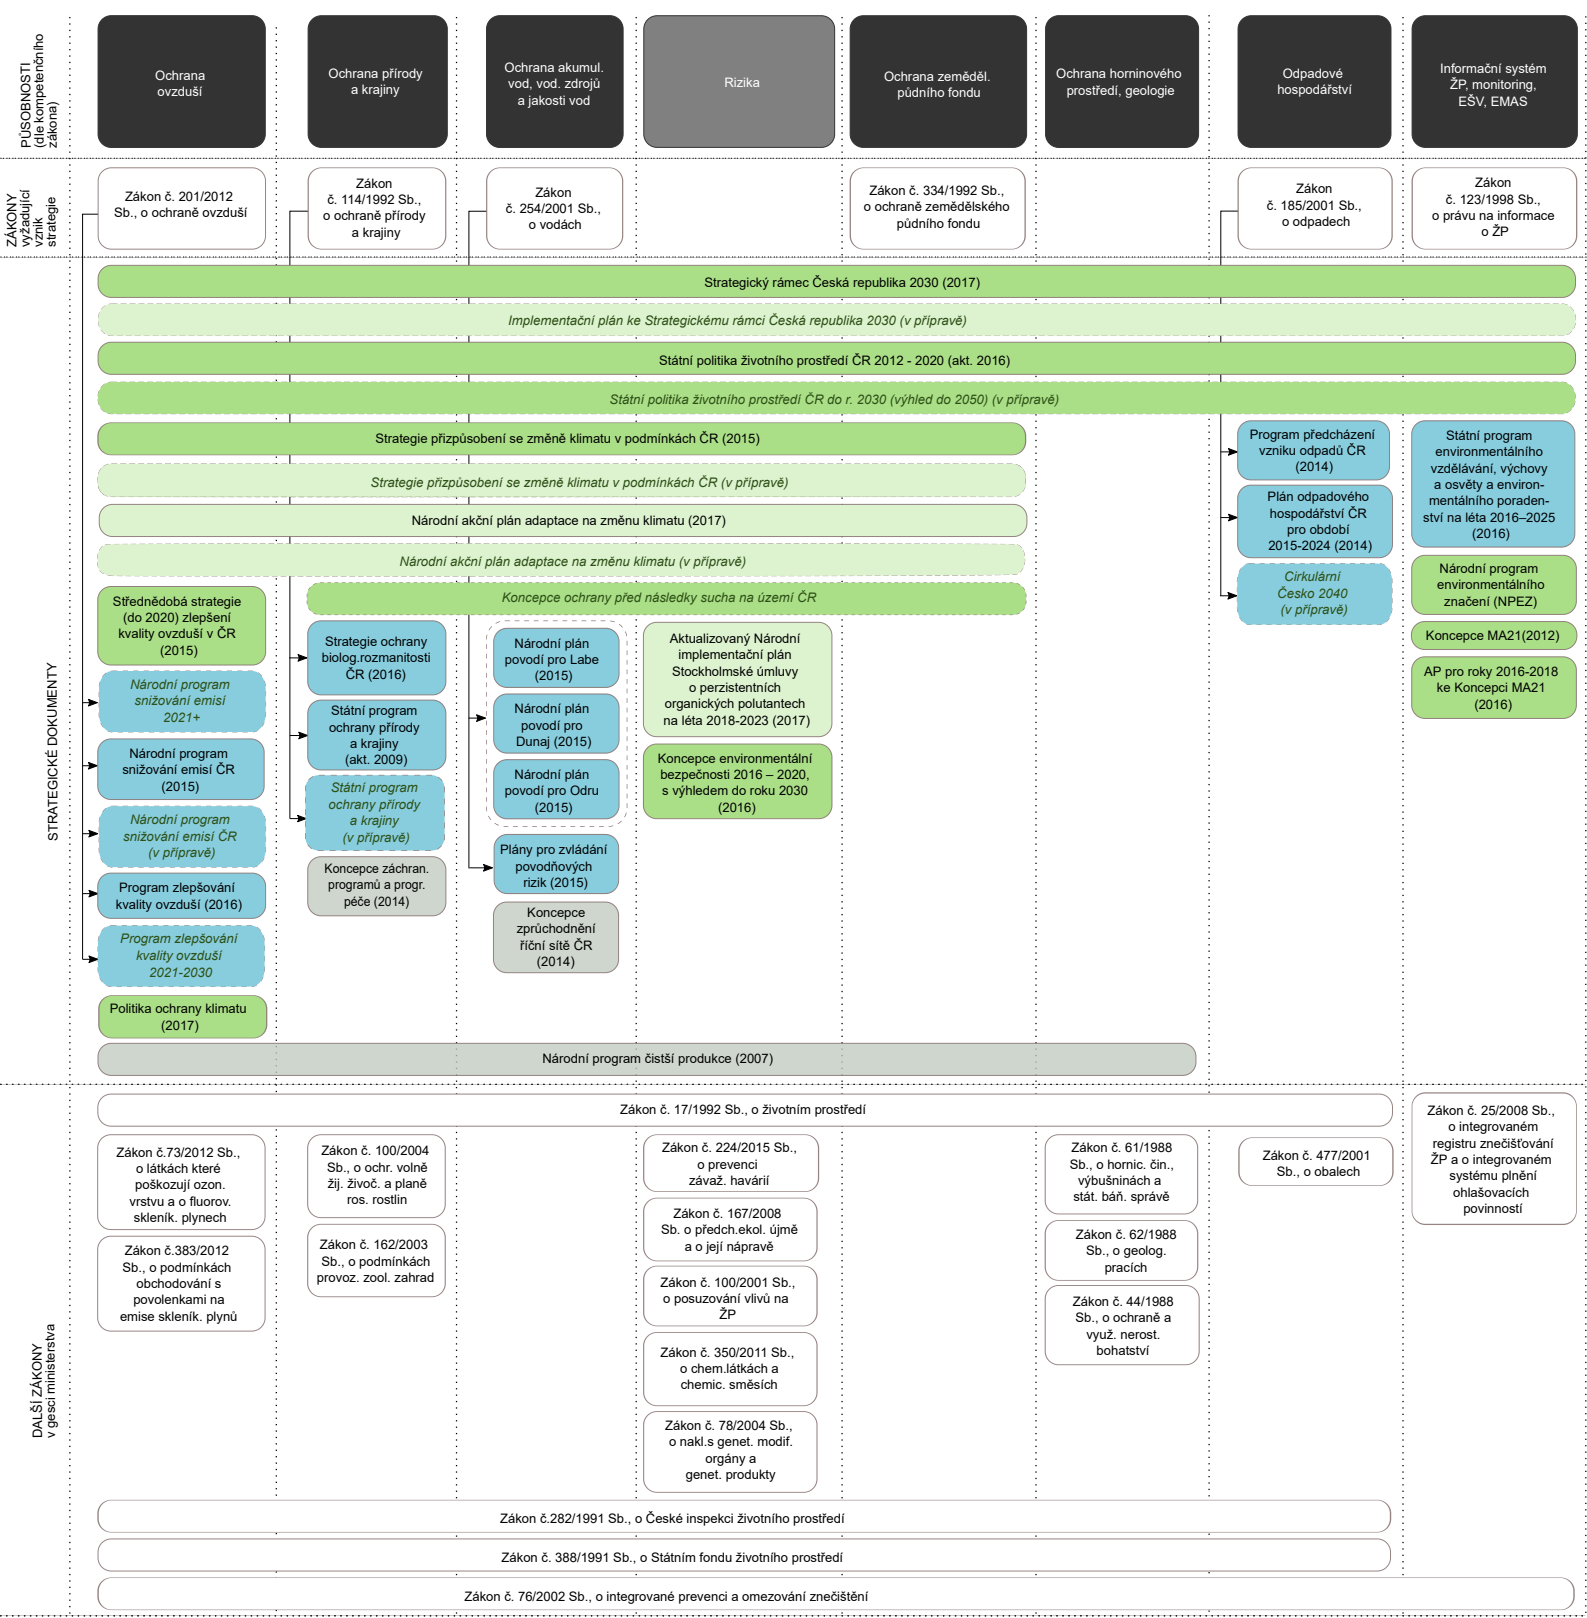 PŮSOBNOSTI
(dle kompetenčního
zákona)
Ochrana
ovzduší
Ochrana přírody
a krajiny
Ochrana akumul.
vod, vod. zdrojů
a jakosti vod
Rizika
Ochrana zeměděl.
půdního fondu
Ochrana horninového
prostředí, geologie
Odpadové
hospodářství
Informační systém
ŽP, monitoring,
EŠV, EMAS
ZÁKONY
vyžadující
vznik
strategie
Zákon č. 201/2012
Sb., o ochraně ovzduší
Zákon
č. 114/1992 Sb.,
o ochraně přírody
a krajiny
Zákon
č. 254/2001 Sb.,
o vodách
Zákon č. 334/1992 Sb.,
o ochraně zemědělského
půdního fondu
Zákon
č. 185/2001 Sb.,
o odpadech
Zákon
č. 123/1998 Sb.,
o právu na informace
o ŽP
STRATEGICKÉ DOKUMENTY
Strategický rámec Česká republika 2030 (2017)
Implementační plán ke Strategickému rámci Česká republika 2030 (v přípravě)
Státní politika životního prostředí ČR 2012 - 2020 (akt. 2016)
Státní politika životního prostředí ČR do r. 2030 (výhled do 2050) (v přípravě)
Strategie přizpůsobení se změně klimatu v podmínkách ČR (2015)
Strategie přizpůsobení se změně klimatu v podmínkách ČR (v přípravě)
Národní akční plán adaptace na změnu klimatu (2017)
Národní akční plán adaptace na změnu klimatu (v přípravě)
Koncepce ochrany před následky sucha na území ČR
Střednědobá strategie
(do 2020) zlepšení
kvality ovzduší v ČR
(2015)
Národní program
snižování emisí
2021+
Národní program
snižování emisí ČR
(2015)
Národní program
snižování emisí ČR
(v přípravě)
Program zlepšování
kvality ovzduší (2016)
Program zlepšování
kvality ovzduší
2021-2030
Politika ochrany klimatu
(2017)
Strategie ochrany
biolog.rozmanitosti
ČR (2016)
Státní program
ochrany přírody
a krajiny
(akt. 2009)
Státní program
ochrany přírody
a krajiny
(v přípravě)
Koncepce záchran.
programů a progr.
péče (2014)
Národní plán
povodí pro Labe
(2015)
Národní plán
povodí pro
Dunaj (2015)
Národní plán
povodí pro Odru
(2015)
Plány pro zvládání
povodňových
rizik (2015)
Koncepce
zprůchodnění
říční sítě ČR
(2014)
Aktualizovaný Národní
implementační plán
Stockholmské úmluvy
o perzistentních
organických polutantech
na léta 2018-2023 (2017)
Koncepce environmentální
bezpečnosti 2016 – 2020,
s výhledem do roku 2030
(2016)
Program předcházení
vzniku odpadů ČR
(2014)
Plán odpadového
hospodářství ČR
pro období
2015-2024 (2014)
Cirkulární
Česko 2040
(v přípravě)
Státní program
environmentálního
vzdělávání, výchovy
a osvěty a environ-
mentálního poraden-
ství na léta 2016–2025
(2016)
Národní program
environmentálního
značení (NPEZ)
Koncepce MA21(2012)
AP pro roky 2016-2018
ke Koncepci MA21
(2016)
Národní program čistší produkce (2007)
DALŠÍ ZÁKONY
v gesci ministerstva
Zákon č. 17/1992 Sb., o životním prostředí
Zákon č.73/2012 Sb.,
o látkách které
poškozují ozon.
vrstvu a o fluorov.
skleník. plynech
Zákon č.383/2012
Sb., o podmínkách
obchodování s
povolenkami na
emise skleník. plynů
Zákon č. 100/2004
Sb., o ochr. volně
žij. živoč. a planě
ros. rostlin
Zákon č. 162/2003
Sb., o podmínkách
provoz. zool. zahrad
Zákon č. 224/2015 Sb.,
o prevenci
závaž. havárií
Zákon č. 167/2008
Sb. o předch.ekol. újmě
a o její nápravě
Zákon č. 100/2001 Sb.,
o posuzování vlivů na
ŽP
Zákon č. 350/2011 Sb.,
o chem.látkách a
chemic. směsích
Zákon č. 78/2004 Sb.,
o nakl.s genet. modif.
orgány a
genet. produkty
Zákon č. 61/1988
Sb., o hornic. čin.,
výbušninách a
stát. báň. správě
Zákon č. 62/1988
Sb., o geolog.
pracích
Zákon č. 44/1988
Sb., o ochraně a
využ. nerost.
bohatství
Zákon č. 477/2001
Sb., o obalech
Zákon č. 25/2008 Sb.,
o integrovaném
registru znečišťování
ŽP a o integrovaném
systému plnění
ohlašovacích
povinností
Zákon č.282/1991 Sb., o České inspekci životního prostředí
Zákon č. 388/1991 Sb., o Státním fondu životního prostředí
Zákon č. 76/2002 Sb., o integrované prevenci a omezování znečištění